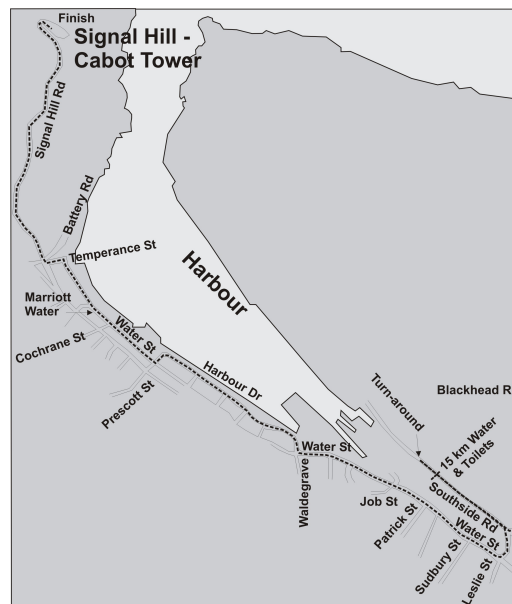 Finish
Signal Hill -
Cabot Tower
Signal Hill Rd
Battery Rd
Temperance St
Harbour
Marriott
Water
Water St
Cochrane St
Harbour Dr
Prescott St
Turn-around
Blackhead R
15 km Water
& Toilets
Water St
Waldegrave
Southside Rd
Job St
Water St
Patrick St
Sudbury St
Leslie St